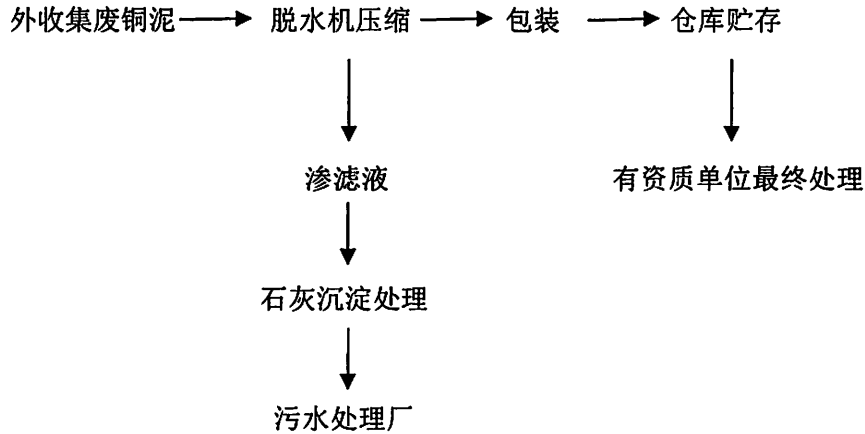 外收集废铜泥 脱水机压缩 包装 仓库贮存
渗滤液 有资质单位最终处理
石灰沉淀处理
污水处理厂